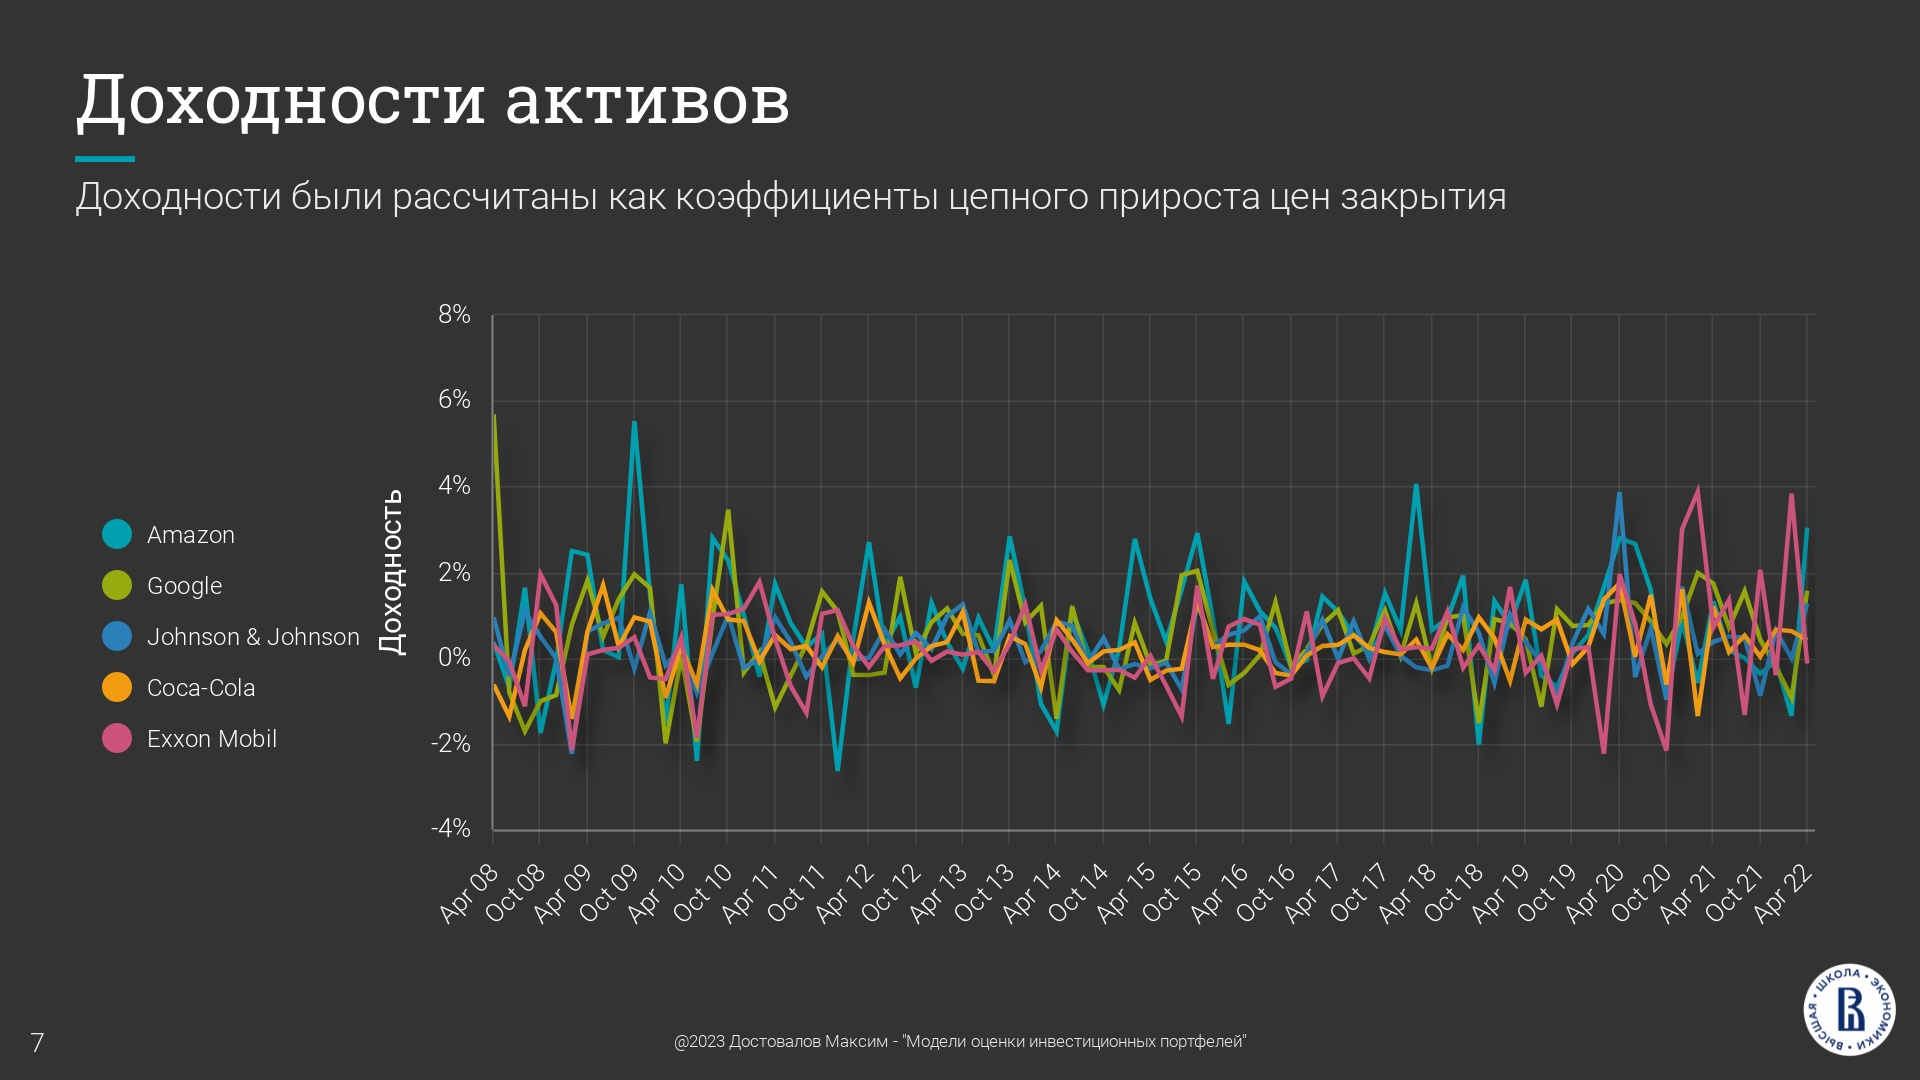 Доходности активов
Доходности были рассчитаны как коэффициенты цепного прироста цен закрытия
8%
6%
4%
2%
0%
-2%
-4%
Доходность
Amazon
Google
Johnson & Johnson
Coca-Cola
Exxon Mobil
Apr 08
Oct 08
Apr 09
Oct 09
Apr 10
Oct 10
Apr 11
Oct 11
Apr 12
Oct 12
Apr 13
Oct 13
Apr 14
Oct 14
Apr 15
Oct 15
Apr 16
Oct 16
Apr 17
Oct 17
Apr 18
Oct 18
Apr 19
Oct 19
Apr 20
Oct 20
Apr 21
Oct 21
Apr 22
7
@2023 Достовалов Максим - "Модели оценки инвестиционных портфелей"
ВЫСШАЯ • ШКОЛА • ЭКОНОМИКИ •